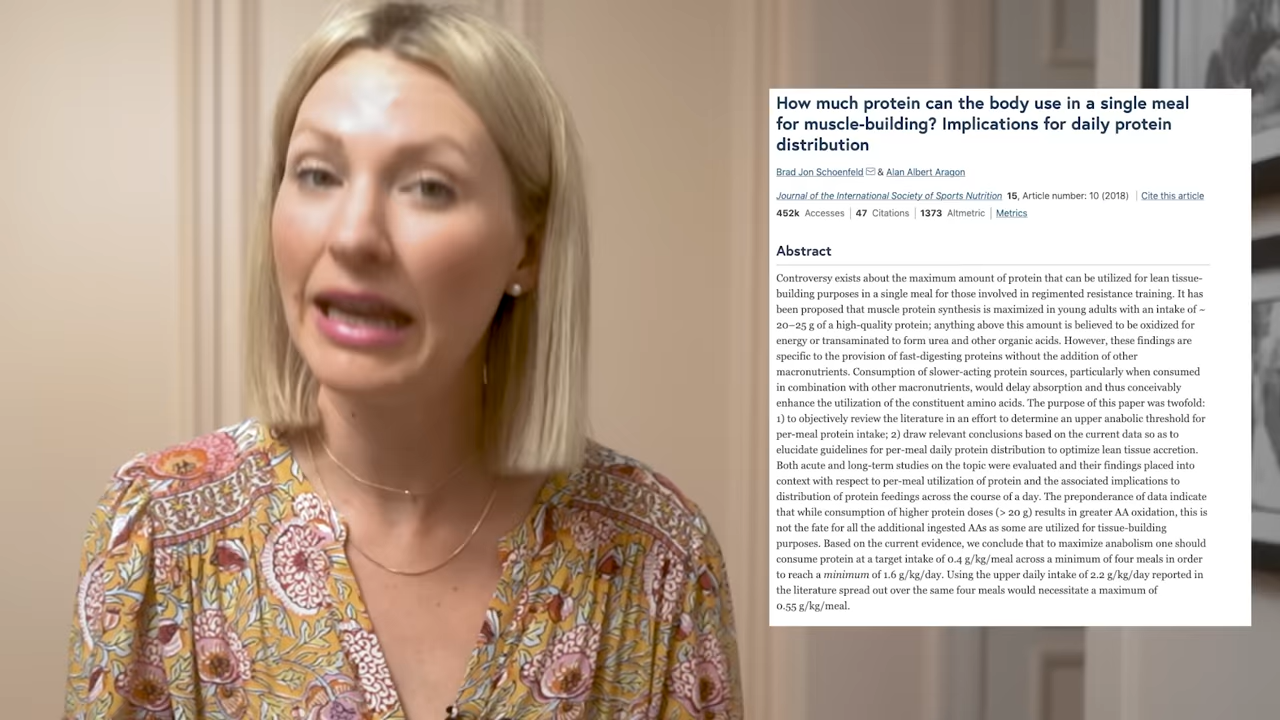 How much protein can the body use in a single meal
for muscle-building? Implications for daily protein
distribution
Brad Jon Schoenfeld & Alan Albert Aragon
Journal of the International Society of Sports Nutrition 15, Article number: 10 (2018) | Cite this article
452k Accesses | 47 Citations | 1373 Altmetric | Metrics
Abstract
Controversy exists about the maximum amount of protein that can be utilized for lean tissue-
building purposes in a single meal for those involved in regimented resistance training. It has
been proposed that muscle protein synthesis is maximized in young adults with an intake of ~
20–25 g of a high-quality protein; anything above this amount is believed to be oxidized for
energy or transaminated to form urea and other organic acids. However, these findings are
specific to the provision of fast-digesting proteins without the addition of other
macronutrients. Consumption of slower-acting protein sources, particularly when consumed
in combination with other macronutrients, would delay absorption and thus conceivably
enhance the utilization of the constituent amino acids. The purpose of this paper was twofold:
1) to objectively review the literature in an effort to determine an upper anabolic threshold for
per-meal protein intake; 2) draw relevant conclusions based on the current data so as to
elucidate guidelines for per-meal daily protein distribution to optimize lean tissue accretion.
Both acute and long-term studies on the topic were evaluated and their findings placed into
context with respect to per-meal utilization of protein and the associated implications to
distribution of protein feedings across the course of a day. The preponderance of data indicate
that while consumption of higher protein doses (> 20 g) results in greater AA oxidation, this is
not the fate for all the additional ingested AAs as some are utilized for tissue-building
purposes. Based on the current evidence, we conclude that to maximize anabolism one should
consume protein at a target intake of 0.4 g/kg/meal across a minimum of four meals in order
to reach a minimum of 1.6 g/kg/day. Using the upper daily intake of 2.2 g/kg/day reported in
the literature spread out over the same four meals would necessitate a maximum of
0.55 g/kg/meal.